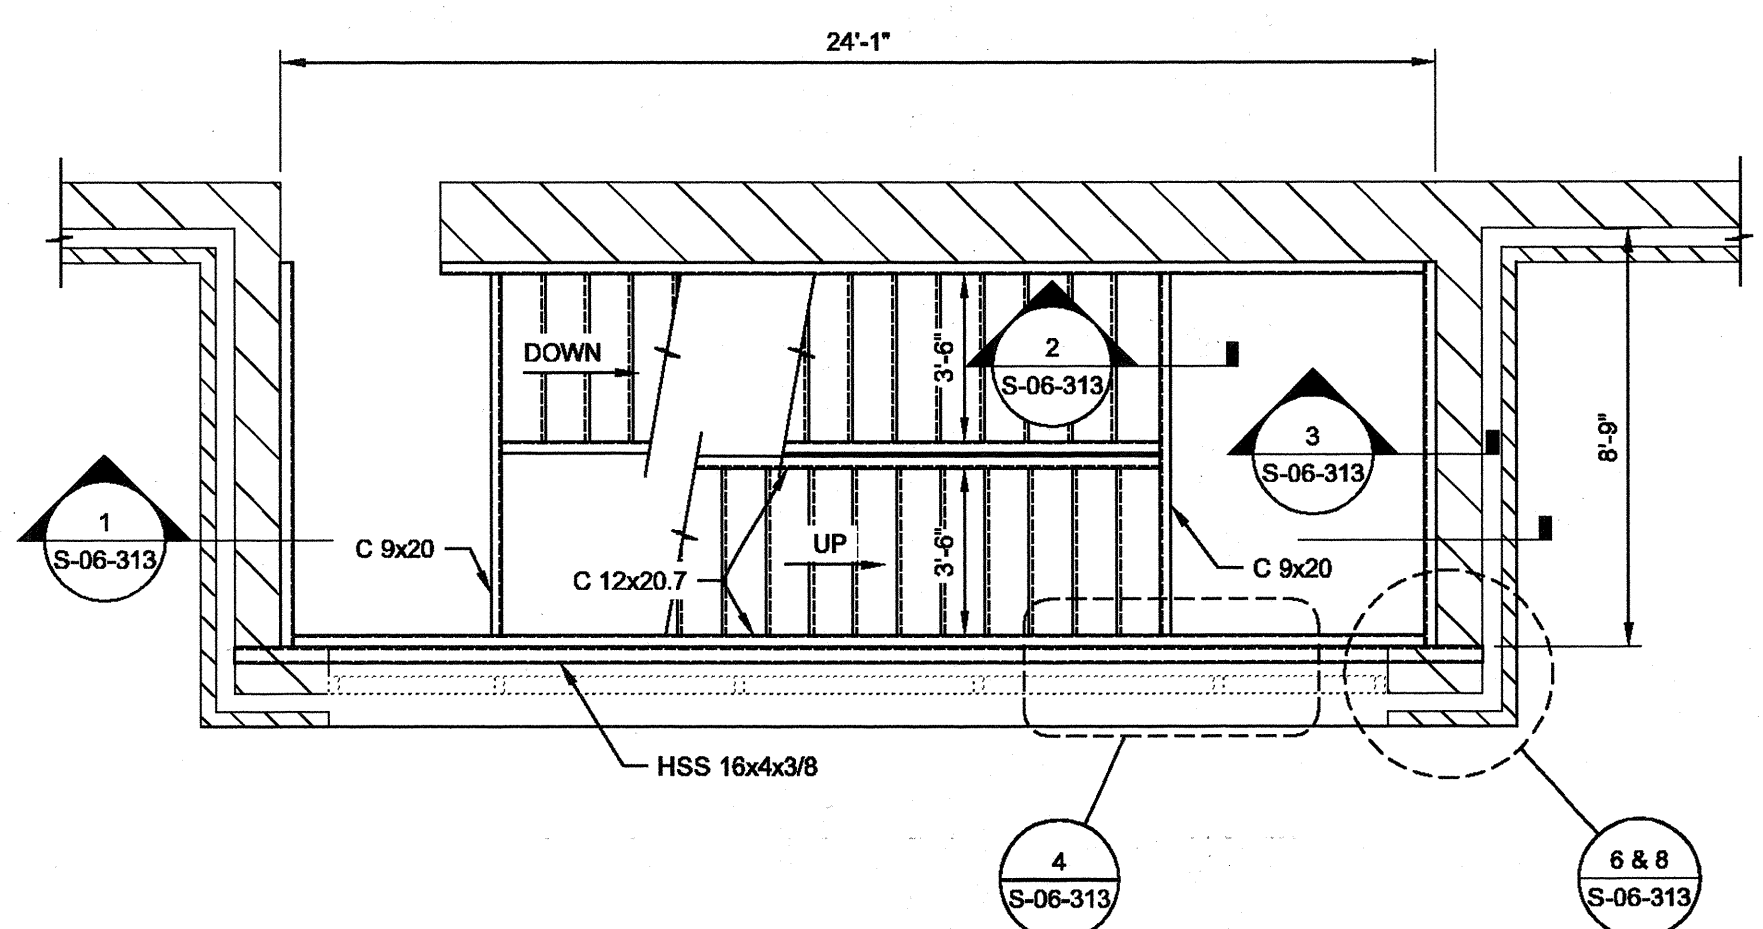 24'-1"
DOWN
3'-6"
2
S-06-313
3
S-06-313
8'-9"
1
S-06-313
C 9x20
C 12x20.7
UP
3'-6"
C 9x20
HSS 16x4x3/8
4
S-06-313
6 & 8
S-06-313